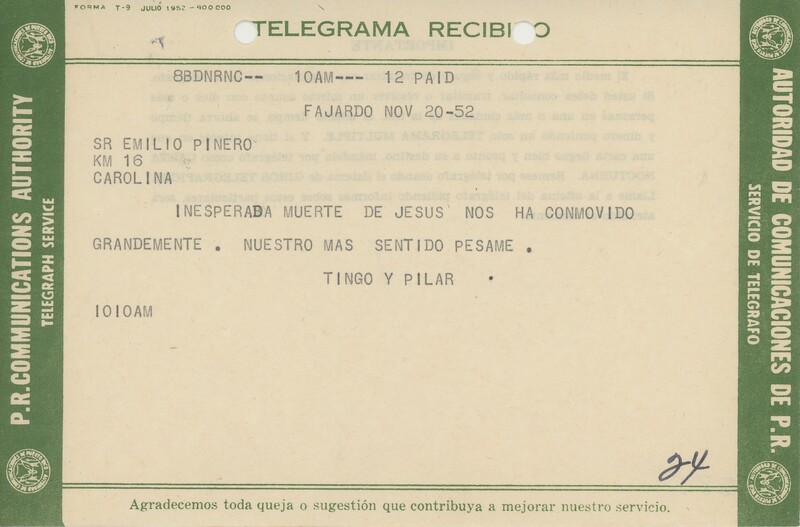 FORMA T-9 JULIO 1952 -900000
TELEGRAMA RECIBIDO
8BDNRNC-- 10AM--- 12 PAID
FAJARDO NOV 20-52
SR EMILIO PINERO
KM 16
CAROLINA
INESPERADA MUERTE DE JESUS NOS HA CONMOVIDO
GRANDEMENTE . NUESTRO MAS SENTIDO PESAME .
TINGO Y PILAR .
1010AM
24
Agradecemos toda queja o sugestión que contribuya a mejorar nuestro servicio.
P.R. COMMUNICATIONS AUTHORITY
TELEGRAPH SERVICE
AUTORIDAD DE COMUNICACIONES DE P.R.
SERVICIO DE TELEGRAFO